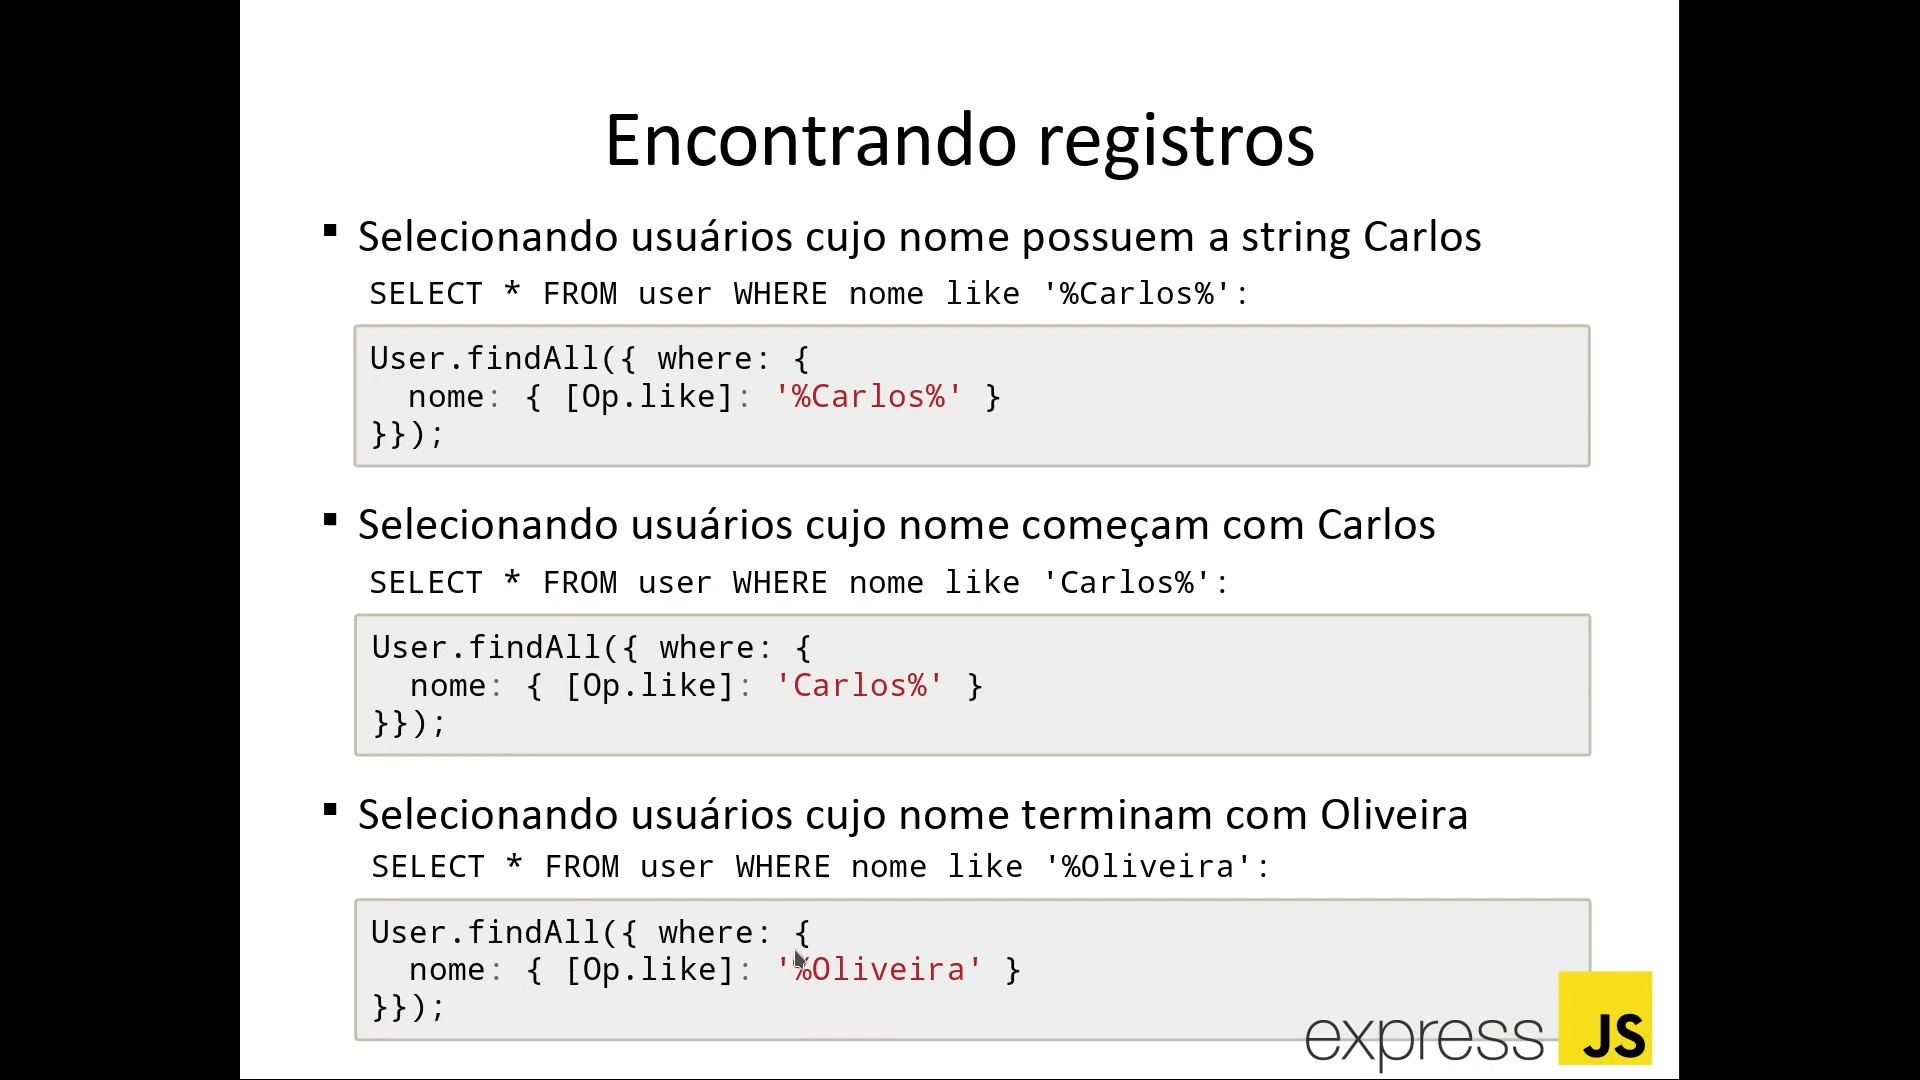 Encontrando registros
Selecionando usuários cujo nome possuem a string Carlos
SELECT * FROM user WHERE nome like '%Carlos%':
User.findAll({ where: {
  nome: { [Op.like]: '%Carlos%' }
}});
Selecionando usuários cujo nome começam com Carlos
SELECT * FROM user WHERE nome like 'Carlos%':
User.findAll({ where: {
  nome: { [Op.like]: 'Carlos%' }
}});
Selecionando usuários cujo nome terminam com Oliveira
SELECT * FROM user WHERE nome like '%Oliveira':
User.findAll({ where: {
  nome: { [Op.like]: '%Oliveira' }
}});
express JS